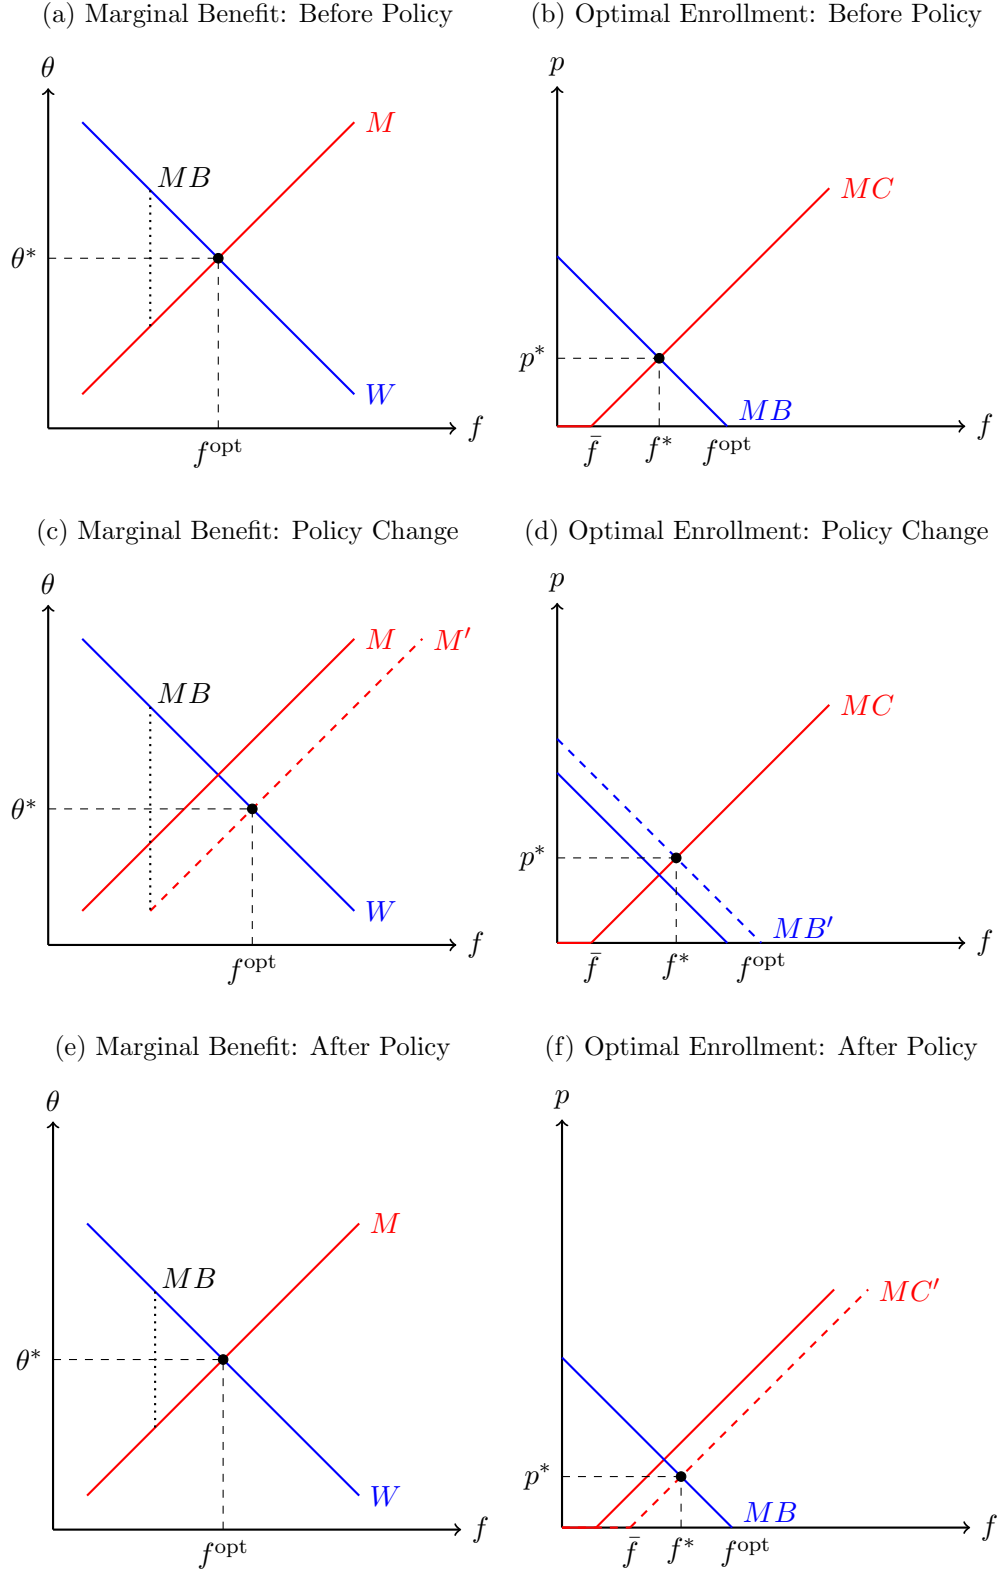 (a) Marginal Benefit: Before Policy
θ
M
MB
θ*
W
f
f^opt
(b) Optimal Enrollment: Before Policy
p
MC
p*
MB
f
f̄
f*
f^opt
(c) Marginal Benefit: Policy Change
θ
M
M′
MB
θ*
W
f
f^opt
(d) Optimal Enrollment: Policy Change
p
MC
p*
MB′
f
f̄
f*
f^opt
(e) Marginal Benefit: After Policy
θ
M
MB
θ*
W
f
f^opt
(f) Optimal Enrollment: After Policy
p
MC′
p*
MB
f
f̄
f*
f^opt